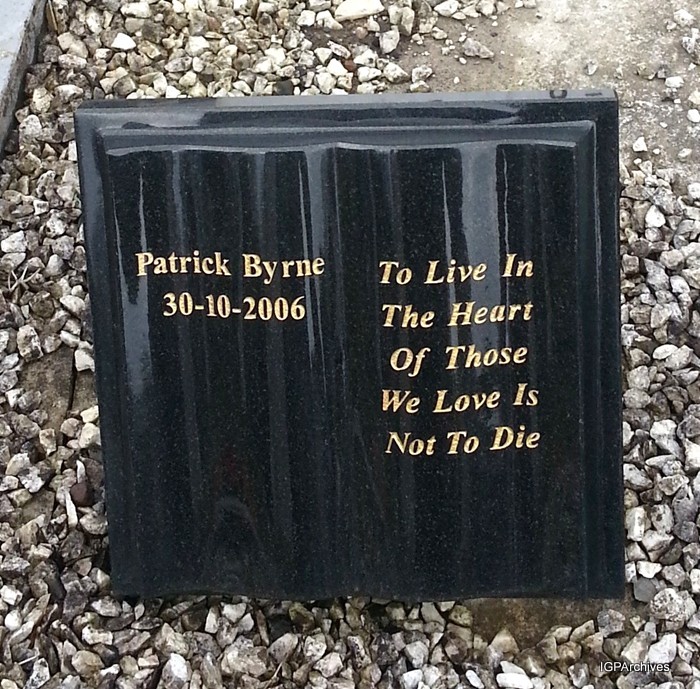 Patrick Byrne
30-10-2006
To Live In
The Heart
Of Those
We Love Is
Not To Die
IGPArchives